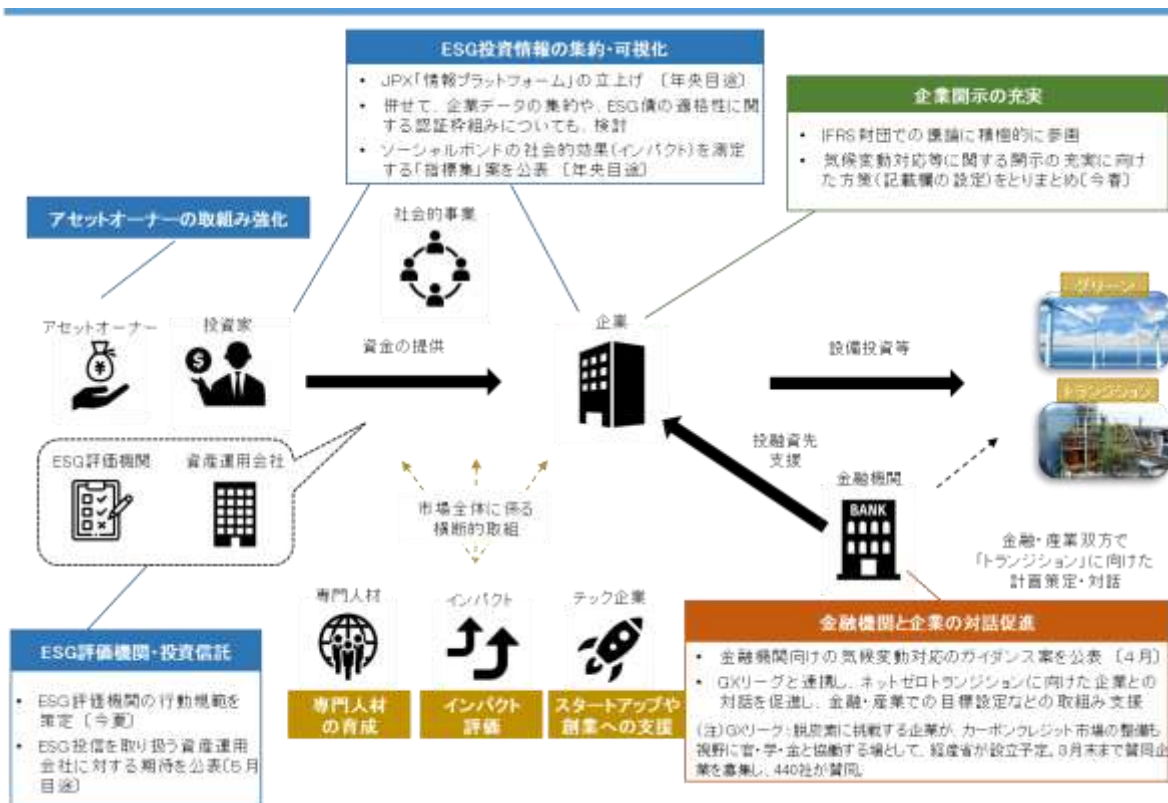 ESG投資情報の集約・可視化
• JPX「情報プラットフォーム」の立上げ 〔年央目途〕
• 併せて、企業データの集約や、ESG債の適格性に関
する認証枠組みについても、検討
• ソーシャルボンドの社会的効果(インパクト)を測定
する「指標集」案を公表 〔年央目途〕
企業開示の充実
• IFRS財団での議論に積極的に参画
• 気候変動対応等に関する開示の充実に向け
た方策(記載欄の設定)をとりまとめ〔今春〕
アセットオーナーの取組み強化
社会的事業
アセットオーナー
投資家
資金の提供
企業
設備投資等
グリーン
トランジション
ESG評価機関
資産運用会社
投融資先
支援
金融機関
BANK
市場全体に係る
横断的取組
金融・産業双方で
「トランジション」に向けた
計画策定・対話
専門人材
インパクト
テック企業
専門人材
の育成
インパクト
評価
スタートアップや
創業への支援
ESG評価機関・投資信託
• ESG評価機関の行動規範を
策定 〔今夏〕
• ESG投信を取り扱う資産運用
会社に対する期待を公表〔5月
目途〕
金融機関と企業の対話促進
• 金融機関向けの気候変動対応のガイダンス案を公表 〔4月〕
• GXリーグと連携し、ネットゼロトランジションに向けた企業との
対話を促進し、金融・産業での目標設定などの取組み支援
(注)GXリーグ:脱炭素に挑戦する企業が、カーボンクレジット市場の整備も
視野に官・学・金と協働する場として、経産省が設立予定。3月末まで賛同企
業を募集し、440社が賛同。